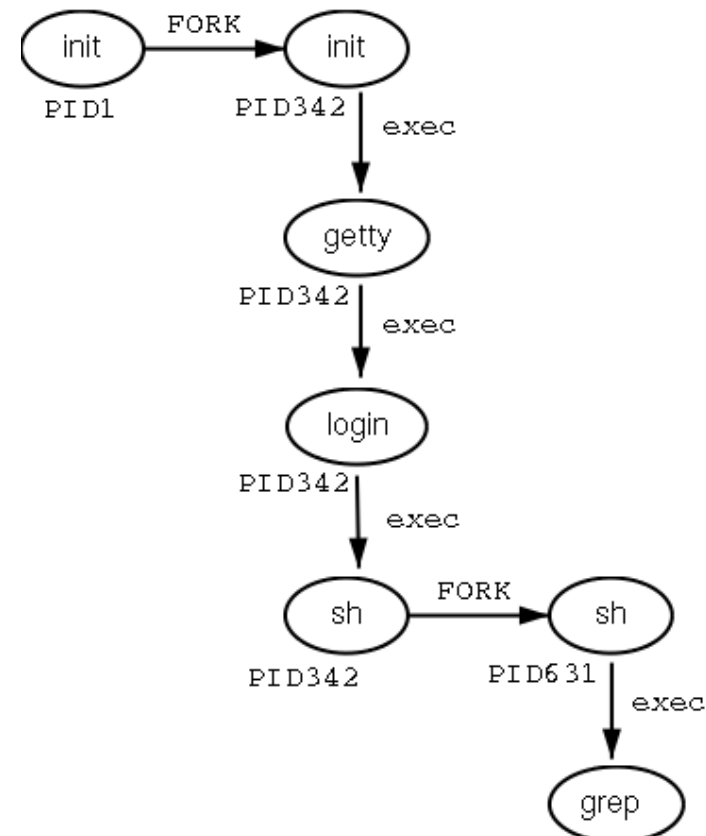 FORK
init
init
PID1
PID342
exec
getty
PID342
exec
login
PID342
exec
sh
FORK
sh
PID342
PID631
exec
grep